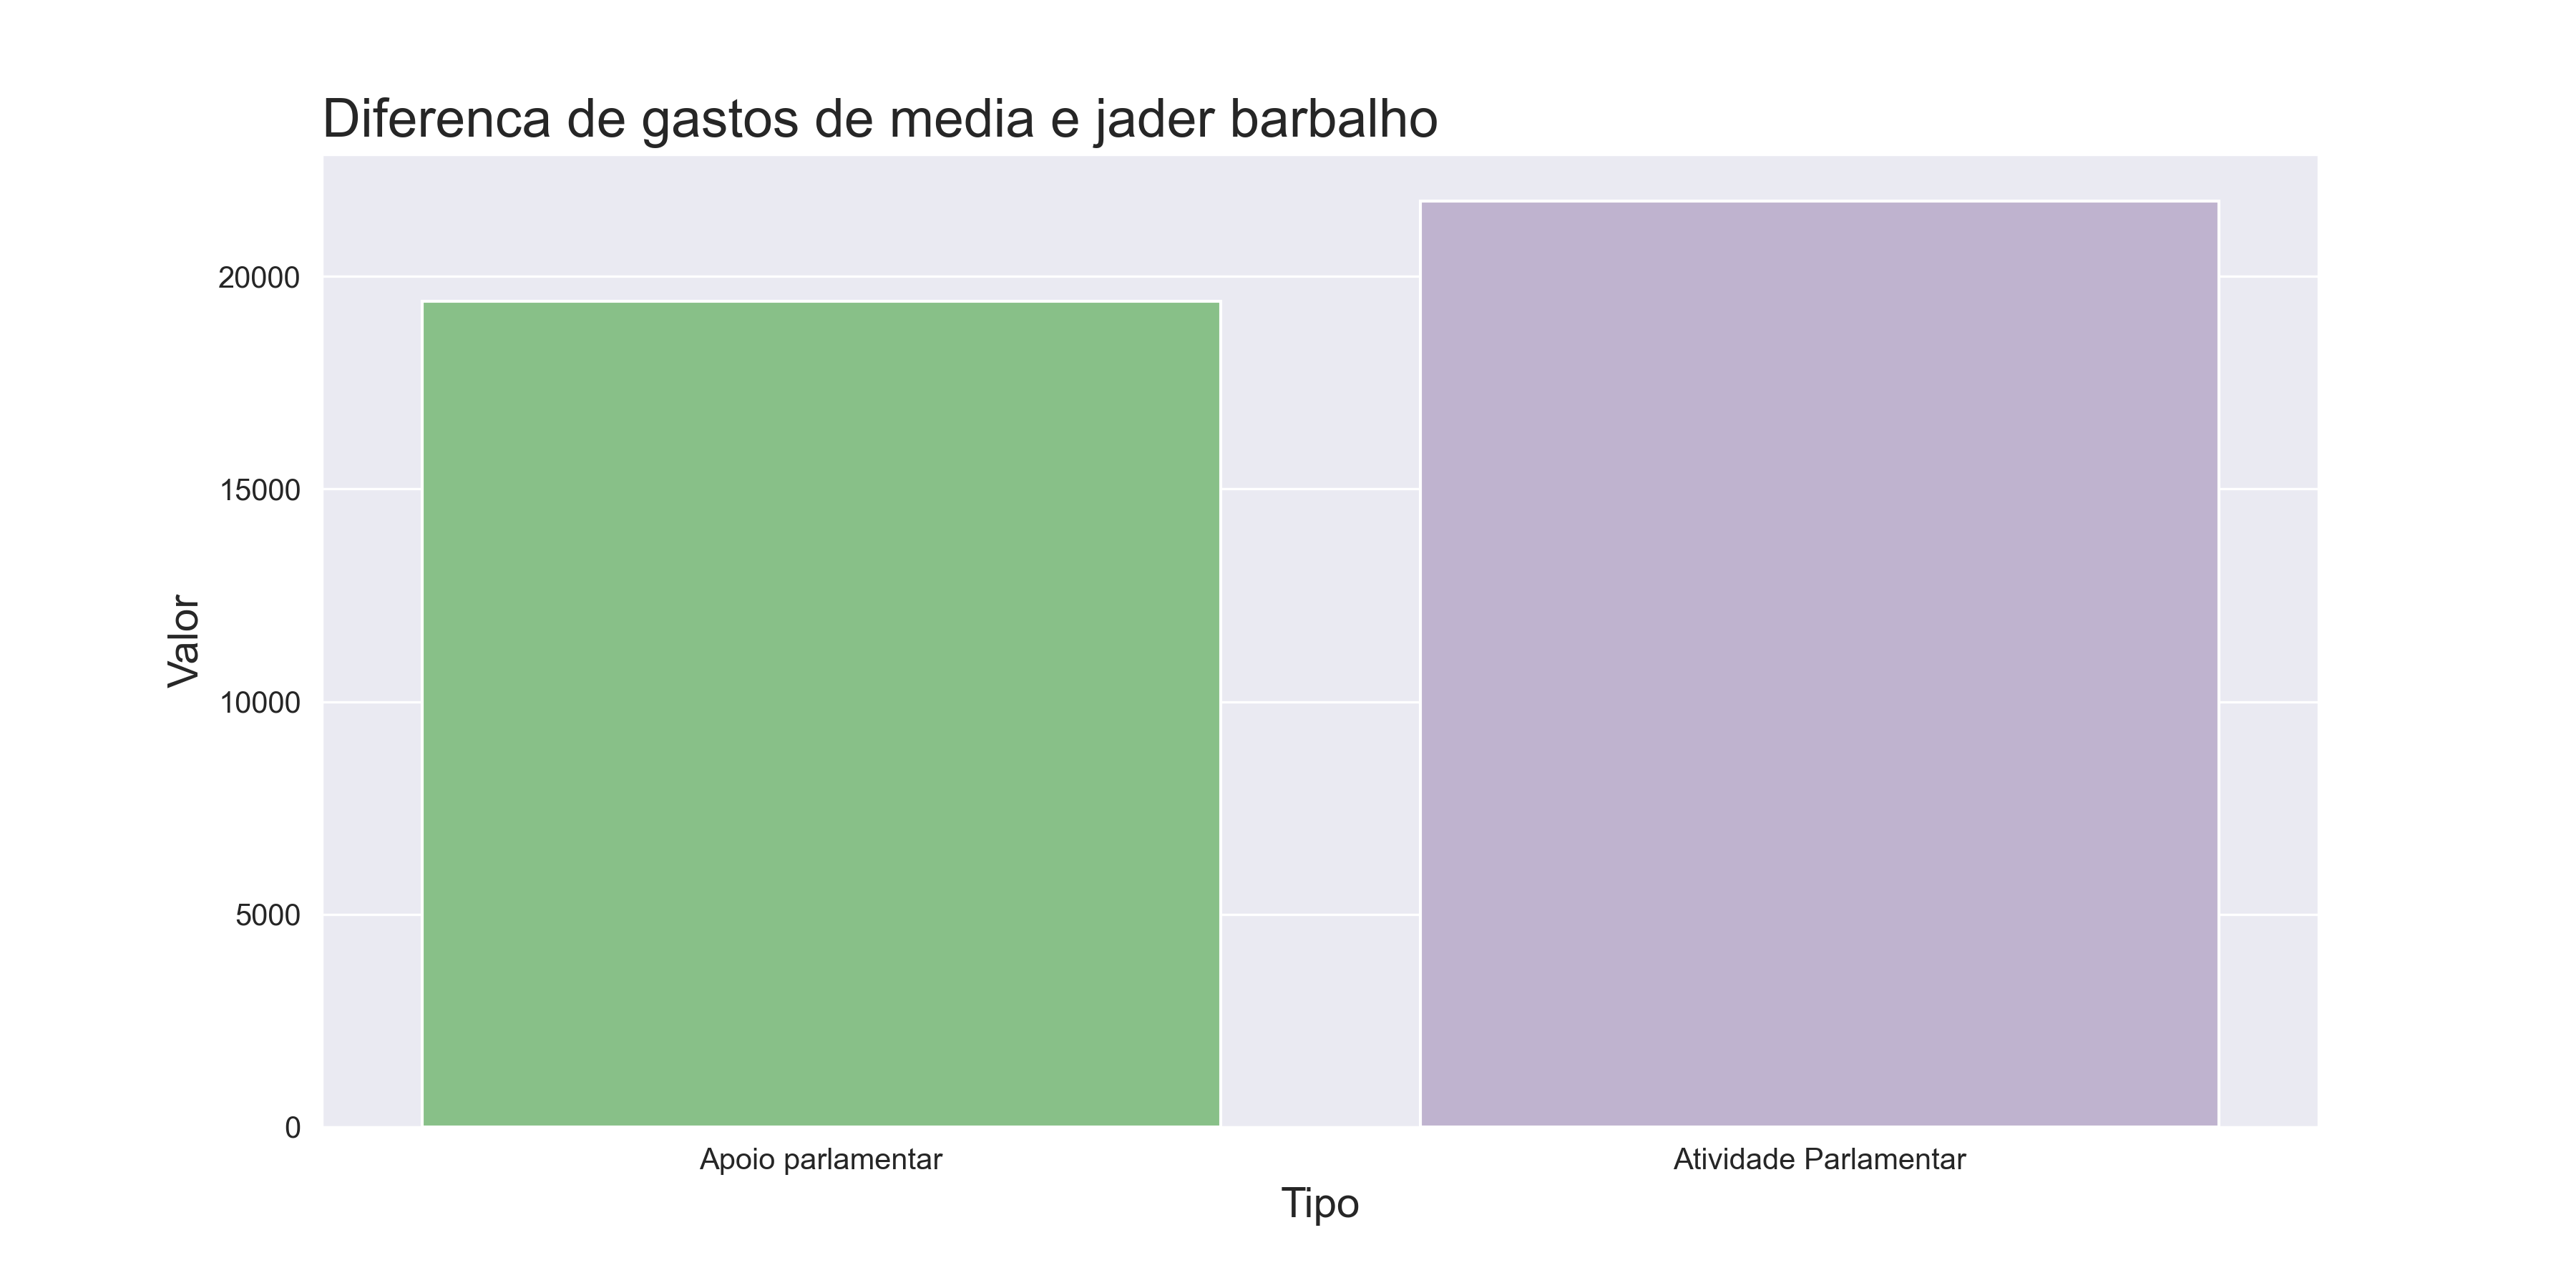 Diferenca de gastos de media e jader barbalho
20000
15000
10000
5000
0
Valor
Apoio parlamentar
Atividade Parlamentar
Tipo